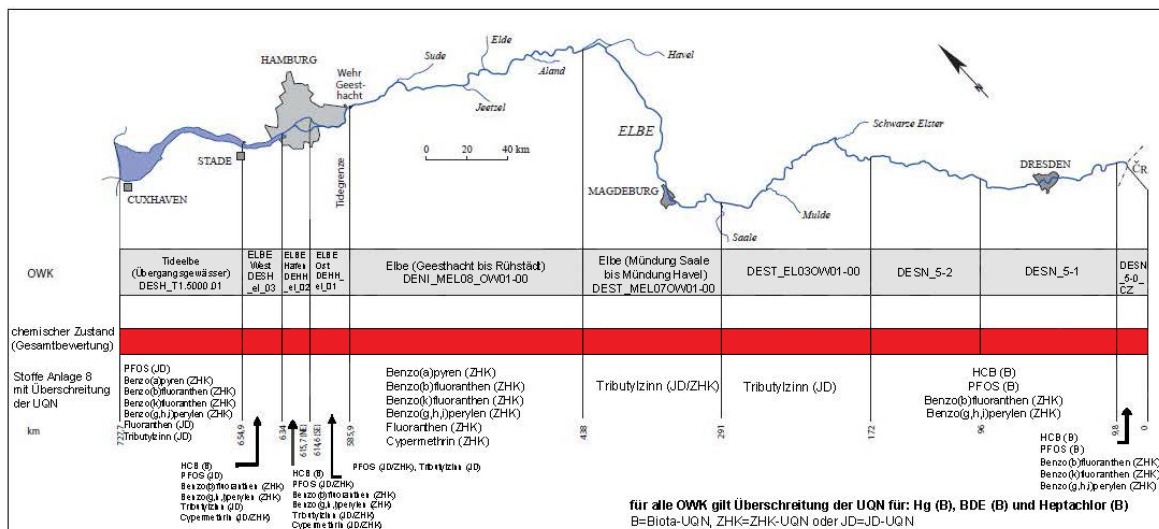 Elde
Sude
HAMBURG
Havel
Wehr
Geest-
hacht
Aland
Jeetzel
ELBE
Schwarze Elster
0 20 40 km
STADE
Tidegrenze
DRESDEN
ČR
MAGDEBURG
CUXHAVEN
Mulde
Saale
OWK
Tideelbe
(Übergangsgewässer)
DESH_T1.5000.01
ELBE
West
DESH
_el_03
ELBE
Hafen
DEHH_
el_02
ELBE
Ost
DEHH_
el_01
Elbe (Geesthacht bis Rühstädt)
DENI_MEL08_OW01-00
Elbe (Mündung Saale
bis Mündung Havel)
DEST_MEL07OW01-00
DEST_EL03OW01-00
DESN_5-2
DESN_5-1
DESN
_5-0_
CZ
chemischer Zustand
(Gesamtbewertung)
Stoffe Anlage 8
mit Überschreitung
der UQN
PFOS (JD)
Benzo(a)pyren (ZHK)
Benzo(b)fluoranthen (ZHK)
Benzo(k)fluoranthen (ZHK)
Benzo(g,h,i)perylen (ZHK)
Fluoranthen (JD)
Tributylzinn (JD)
Benzo(a)pyren (ZHK)
Benzo(b)fluoranthen (ZHK)
Benzo(k)fluoranthen (ZHK)
Benzo(g,h,i)perylen (ZHK)
Fluoranthen (ZHK)
Cypermethrin (ZHK)
Tributylzinn (JD/ZHK)
Tributylzinn (JD)
HCB (B)
PFOS (B)
Benzo(b)fluoranthen (ZHK)
Benzo(g,h,i)perylen (ZHK)
km
727,7
654,9
634
615,7 (NE)
614,6 (SE)
585,9
438
291
172
96
9,8
0
HCB (B)
PFOS (JD)
Benzo(b)fluoranthen (ZHK)
Benzo(g,h,i)perylen (ZHK)
Tributylzinn (JD)
Cypermethrin (ZHK)
HCB (B)
PFOS (JD/ZHK)
Benzo(b)fluoranthen (ZHK)
Benzo(g,h,i)perylen (ZHK)
Tributylzinn (JD/ZHK)
Cypermethrin (JD/ZHK)
PFOS (JD/ZHK), Tributylzinn (JD)
HCB (B)
PFOS (B)
Benzo(b)fluoranthen (ZHK)
Benzo(k)fluoranthen (ZHK)
Benzo(g,h,i)perylen (ZHK)
für alle OWK gilt Überschreitung der UQN für: Hg (B), BDE (B) und Heptachlor (B)
B=Biota-UQN, ZHK=ZHK-UQN oder JD=JD-UQN